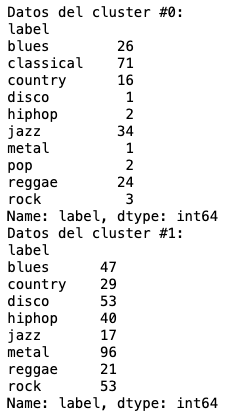 Datos del cluster #0:
label
blues 26
classical 71
country 16
disco 1
hiphop 2
jazz 34
metal 1
pop 2
reggae 24
rock 3
Name: label, dtype: int64
Datos del cluster #1:
label
blues 47
country 29
disco 53
hiphop 40
jazz 17
metal 96
reggae 21
rock 53
Name: label, dtype: int64